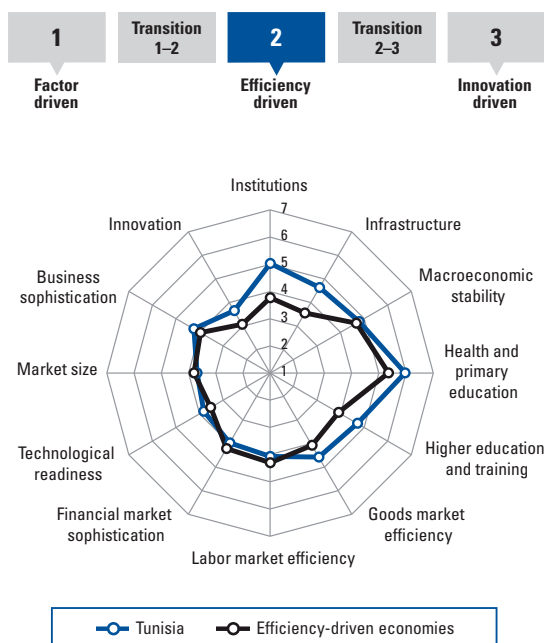 1
Transition
1–2
2
Transition
2–3
3
Factor
driven
Efficiency
driven
Innovation
driven
Institutions
7
Innovation
Infrastructure
6
5
Business
sophistication
Macroeconomic
stability
4
3
2
Market size
1
Health and
primary
education
Technological
readiness
Higher education
and training
Financial market
sophistication
Goods market
efficiency
Labor market efficiency
Tunisia
Efficiency-driven economies